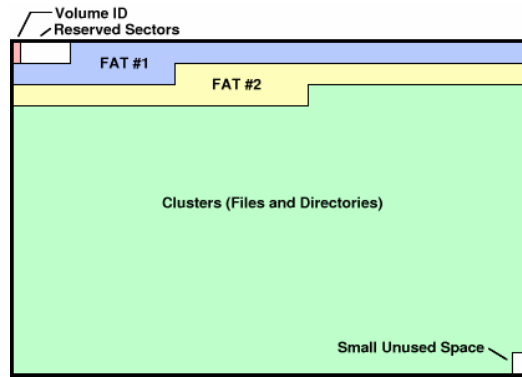 Volume ID
Reserved Sectors
FAT #1
FAT #2
Clusters (Files and Directories)
Small Unused Space